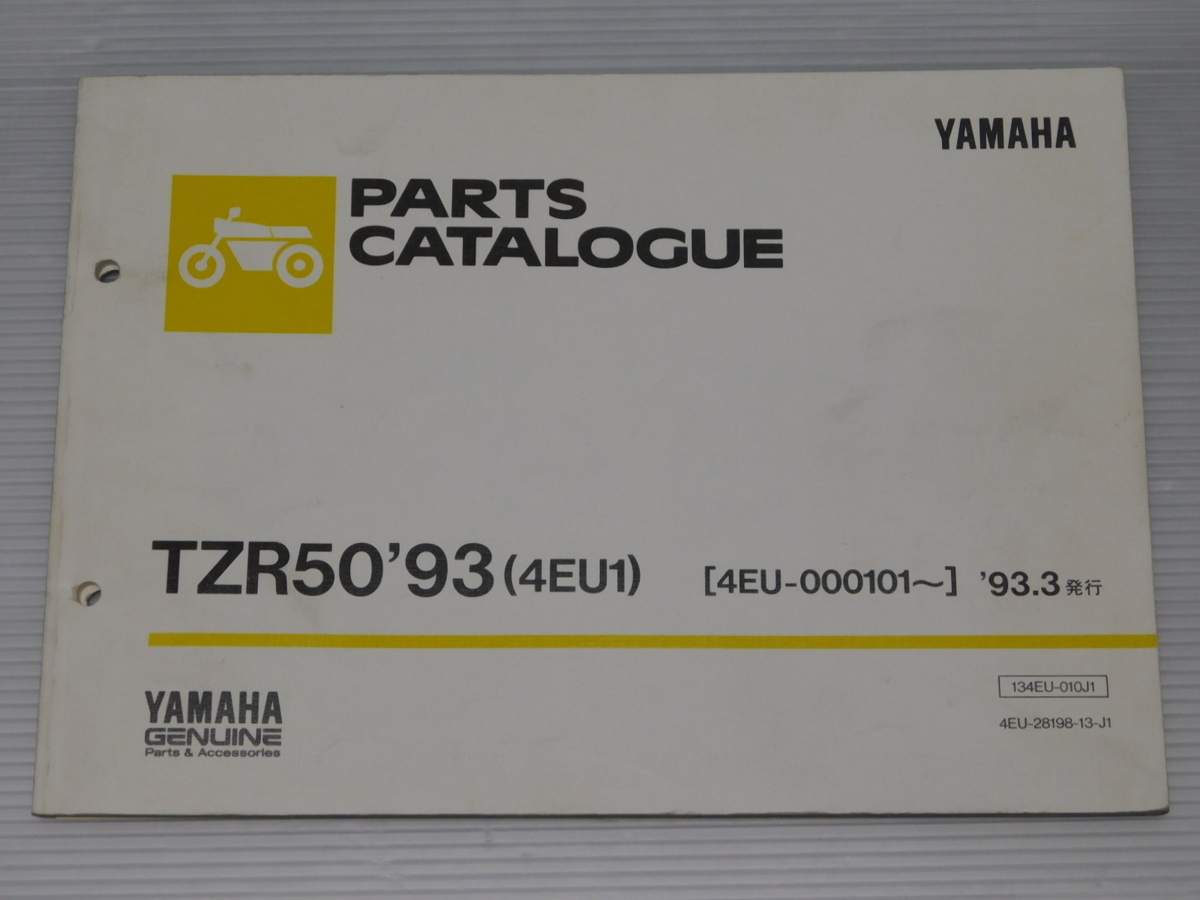 YAMAHA
PARTS
CATALOGUE
TZR50'93 (4EU1) [4EU-000101～] '93.3 発行
134EU-010J1
4EU-28198-13-J1
YAMAHA
GENUINE
Parts & Accessories